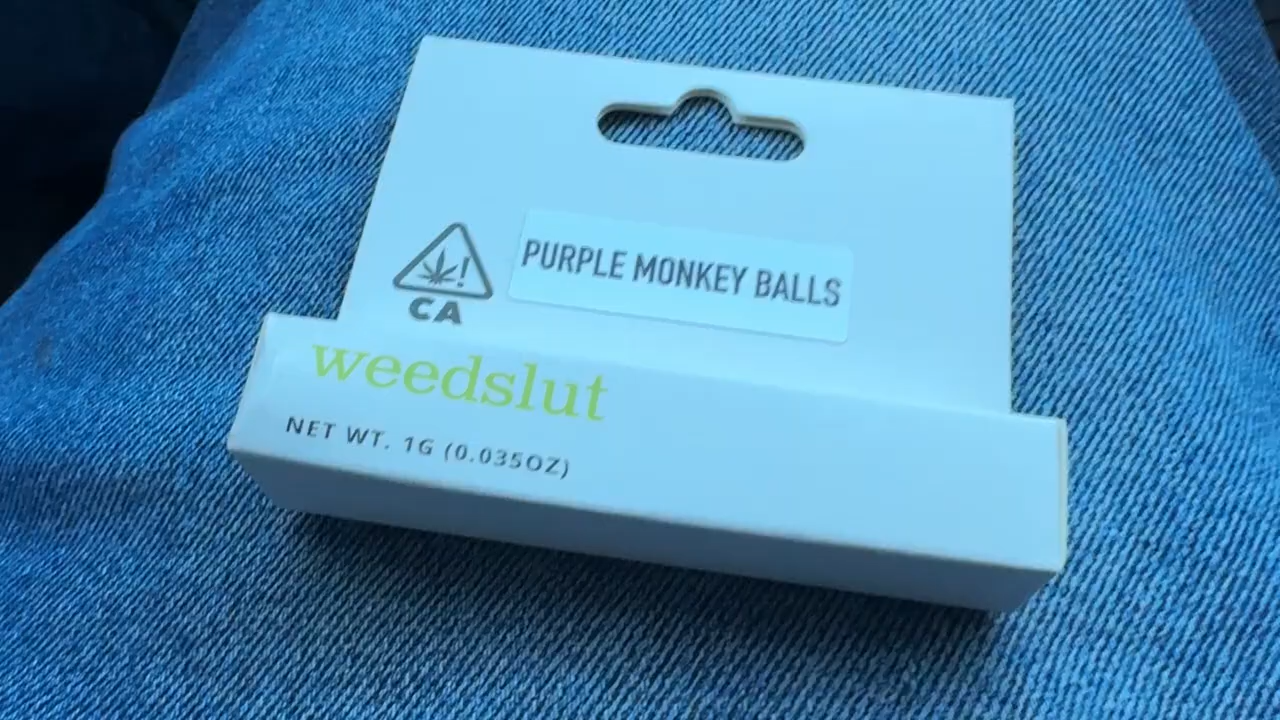 PURPLE MONKEY BALLS
!
CA
weedslut
NET WT. 1G (0.035OZ)